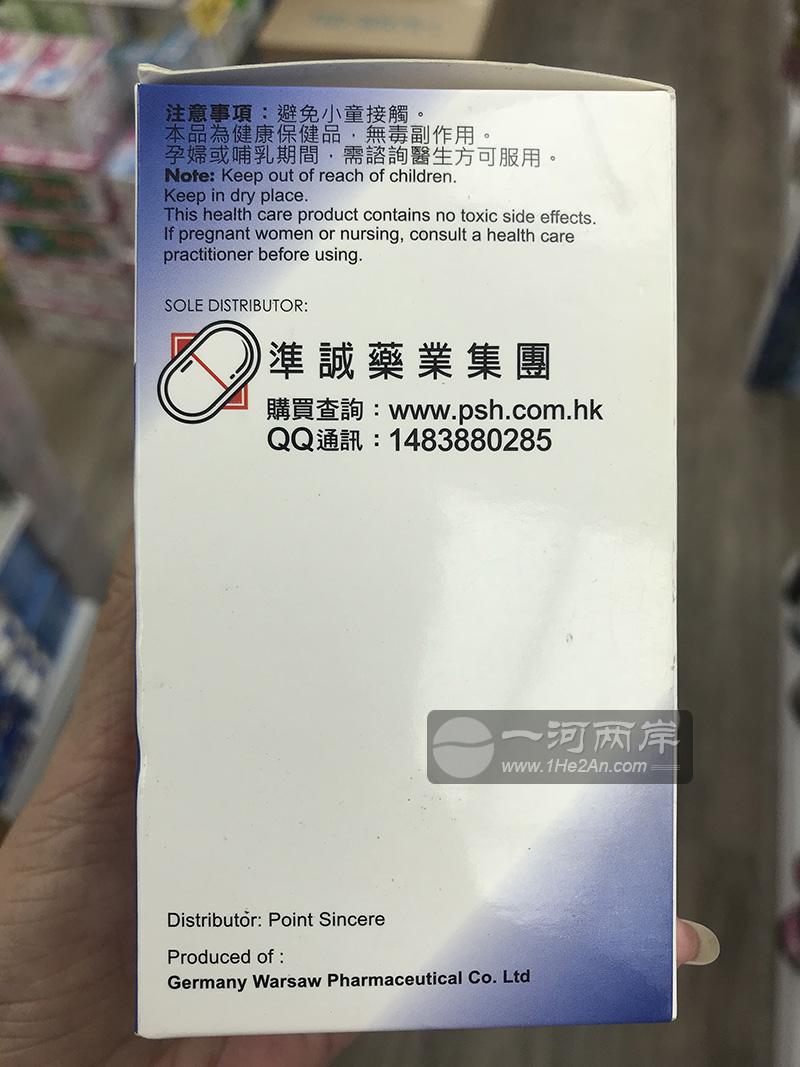 注意事項：避免小童接觸。
本品為健康保健品，無毒副作用。
孕婦或哺乳期間，需諮詢醫生方可服用。
Note: Keep out of reach of children.
Keep in dry place.
This health care product contains no toxic side effects.
If pregnant women or nursing, consult a health care
practitioner before using.
SOLE DISTRIBUTOR:
準誠藥業集團
購買查詢：www.psh.com.hk
QQ通訊：1483880285
一河两岸
www.1He2An.com
Distributor: Point Sincere
Produced of :
Germany Warsaw Pharmaceutical Co. Ltd